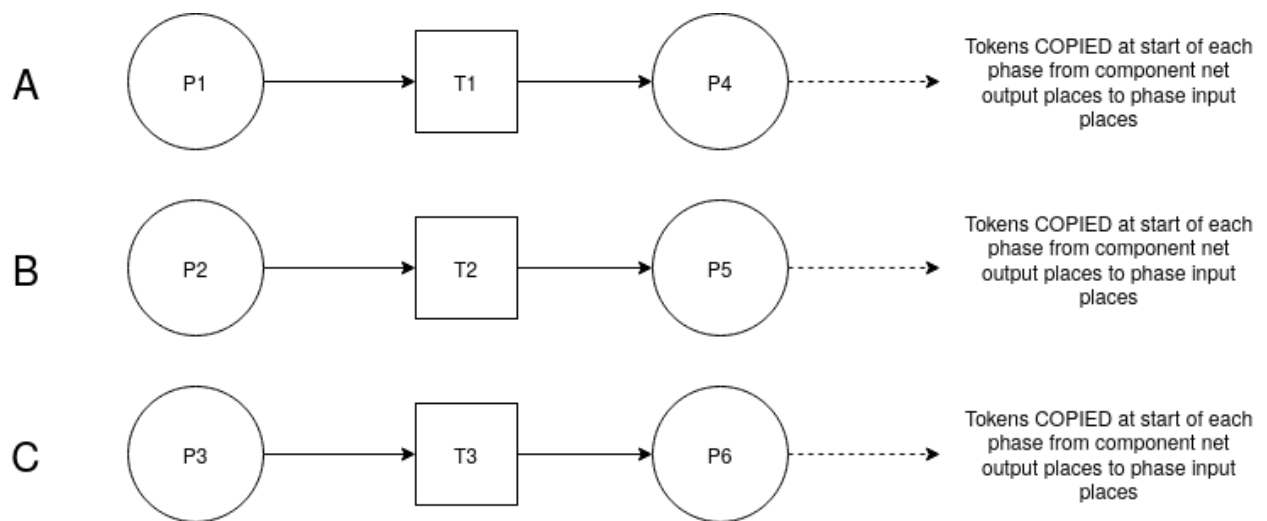 A
P1
T1
P4
Tokens COPIED at start of each
phase from component net
output places to phase input
places
B
P2
T2
P5
Tokens COPIED at start of each
phase from component net
output places to phase input
places
C
P3
T3
P6
Tokens COPIED at start of each
phase from component net
output places to phase input
places